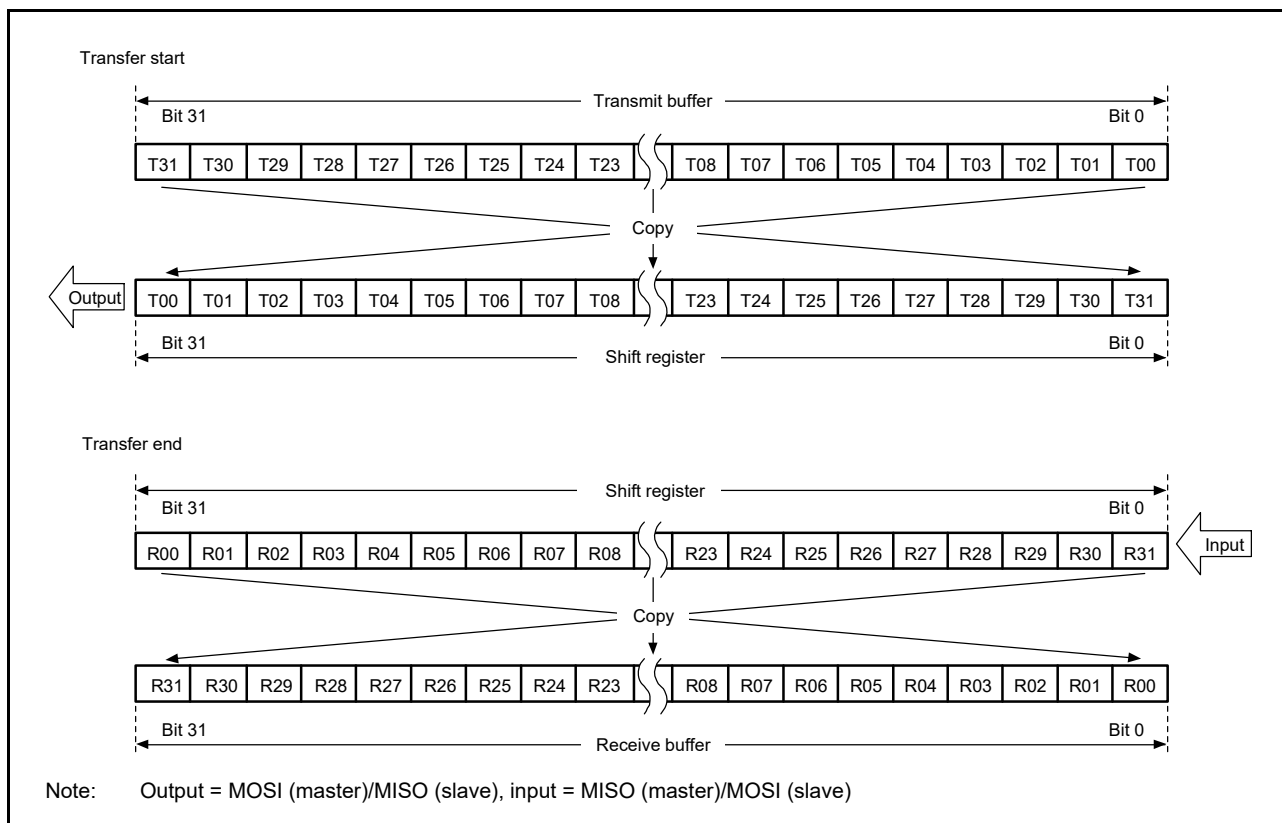 Transfer start
Transmit buffer
Bit 31 Bit 0
T31 T30 T29 T28 T27 T26 T25 T24 T23 T08 T07 T06 T05 T04 T03 T02 T01 T00
Copy
Output T00 T01 T02 T03 T04 T05 T06 T07 T08 T23 T24 T25 T26 T27 T28 T29 T30 T31
Bit 31 Bit 0
Shift register
Transfer end
Shift register
Bit 31 Bit 0
R00 R01 R02 R03 R04 R05 R06 R07 R08 R23 R24 R25 R26 R27 R28 R29 R30 R31 Input
Copy
R31 R30 R29 R28 R27 R26 R25 R24 R23 R08 R07 R06 R05 R04 R03 R02 R01 R00
Bit 31 Bit 0
Receive buffer
Note: Output = MOSI (master)/MISO (slave), input = MISO (master)/MOSI (slave)